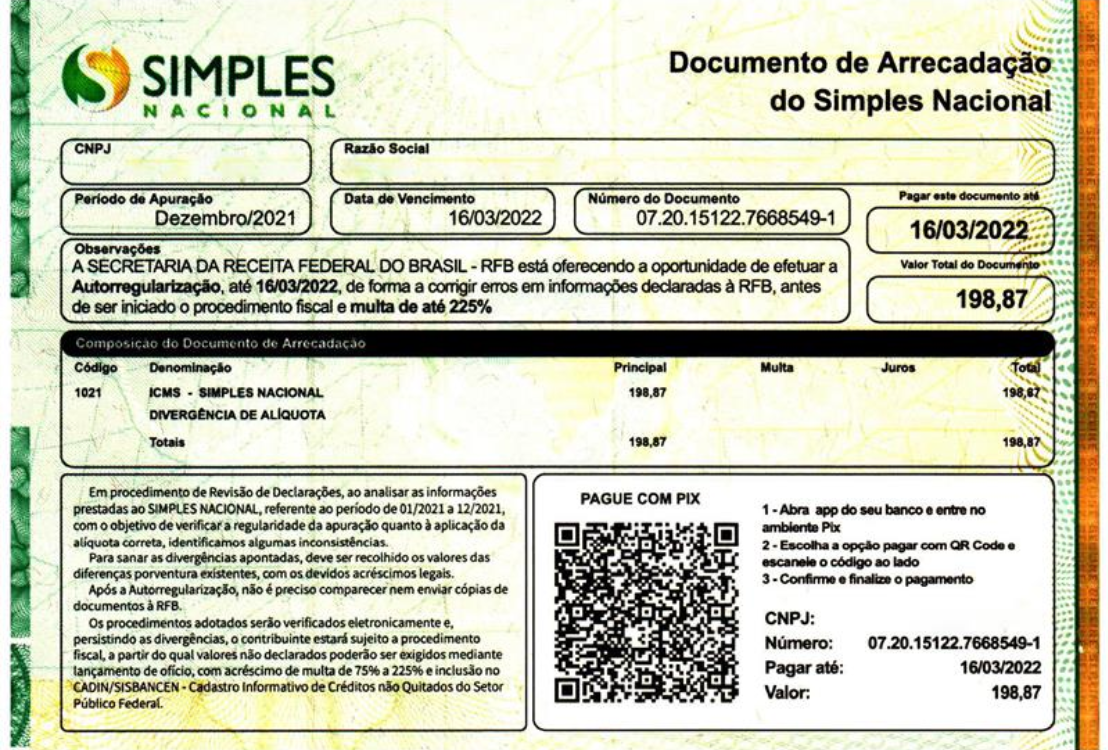 SIMPLES
NACIONAL
Documento de Arrecadação
do Simples Nacional
CNPJ
Razão Social
Período de Apuração
Dezembro/2021
Data de Vencimento
16/03/2022
Número do Documento
07.20.15122.7668549-1
Pagar este documento até
16/03/2022
Observações
A SECRETARIA DA RECEITA FEDERAL DO BRASIL - RFB está oferecendo a oportunidade de efetuar a
Autorregularização, até 16/03/2022, de forma a corrigir erros em informações declaradas à RFB, antes
de ser iniciado o procedimento fiscal e multa de até 225%
Valor Total do Documento
198,87
Composição do Documento de Arrecadação
Código Denominação Principal Multa Juros Total
1021 ICMS - SIMPLES NACIONAL 198,87 198,87
DIVERGÊNCIA DE ALÍQUOTA
Totais 198,87 198,87
Em procedimento de Revisão de Declarações, ao analisar as informações
prestadas ao SIMPLES NACIONAL, referente ao período de 01/2021 a 12/2021,
com o objetivo de verificar a regularidade da apuração quanto à aplicação da
alíquota correta, identificamos algumas inconsistências.
Para sanar as divergências apontadas, deve ser recolhido os valores das
diferenças porventura existentes, com os devidos acréscimos legais.
Após a Autorregularização, não é preciso comparecer nem enviar cópias de
documentos à RFB.
Os procedimentos adotados serão verificados eletronicamente e,
persistindo as divergências, o contribuinte estará sujeito a procedimento
fiscal, a partir do qual valores não declarados poderão ser exigidos mediante
lançamento de ofício, com acréscimo de multa de 75% a 225% e inclusão no
CADIN/SISBANCEN - Cadastro Informativo de Créditos não Quitados do Setor
Público Federal.
PAGUE COM PIX
1 - Abra app do seu banco e entre no
ambiente Pix
2 - Escolha a opção pagar com QR Code e
escaneie o código ao lado
3 - Confirme e finalize o pagamento
CNPJ:
Número: 07.20.15122.7668549-1
Pagar até: 16/03/2022
Valor: 198,87